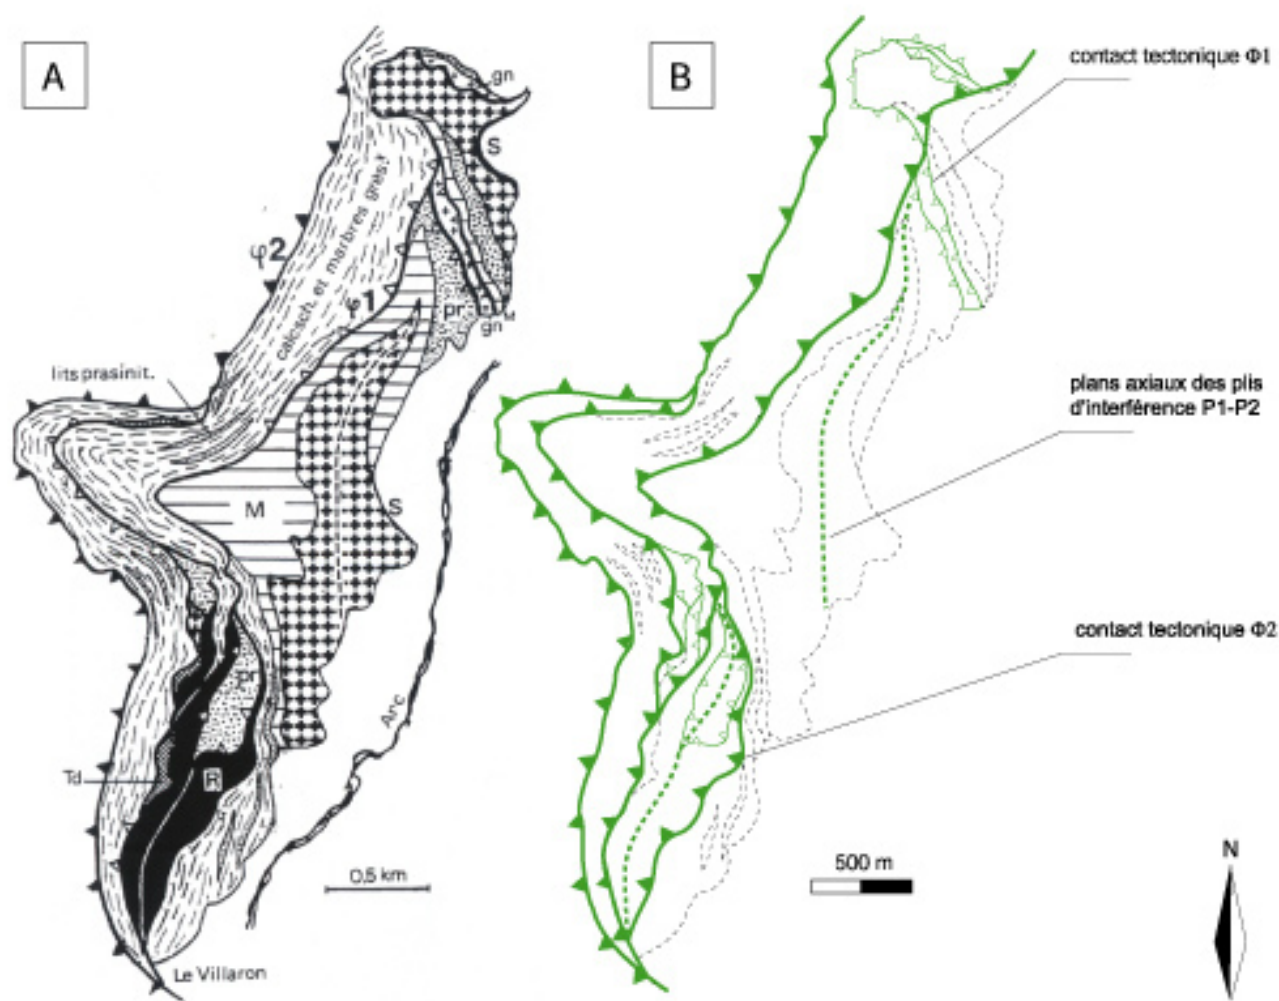 A
B
contact tectonique Φ1
gn
S
calcsch. et marbres grés.
φ2
φ1
pr
gn
M
lits prasinit.
plans axiaux des plis
d'interférence P1-P2
M
S
contact tectonique Φ2
pr
Arc
Td
R
500 m
N
0,5 km
Le Villaron